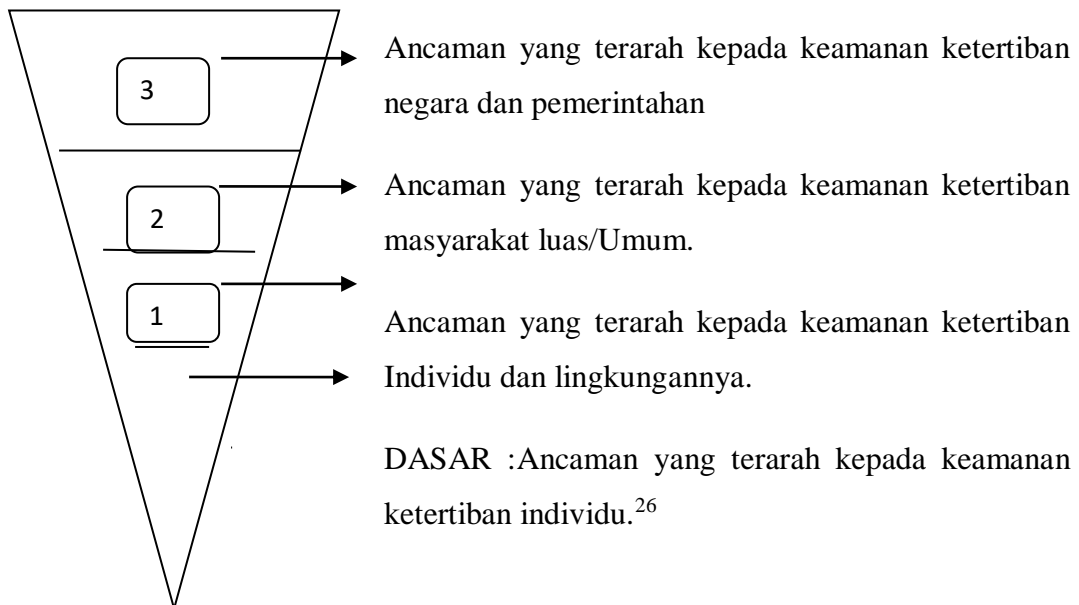 3
Ancaman yang terarah kepada keamanan ketertiban
negara dan pemerintahan
2
Ancaman yang terarah kepada keamanan ketertiban
masyarakat luas/Umum.
1
Ancaman yang terarah kepada keamanan ketertiban
Individu dan lingkungannya.
DASAR :Ancaman yang terarah kepada keamanan
ketertiban individu.26